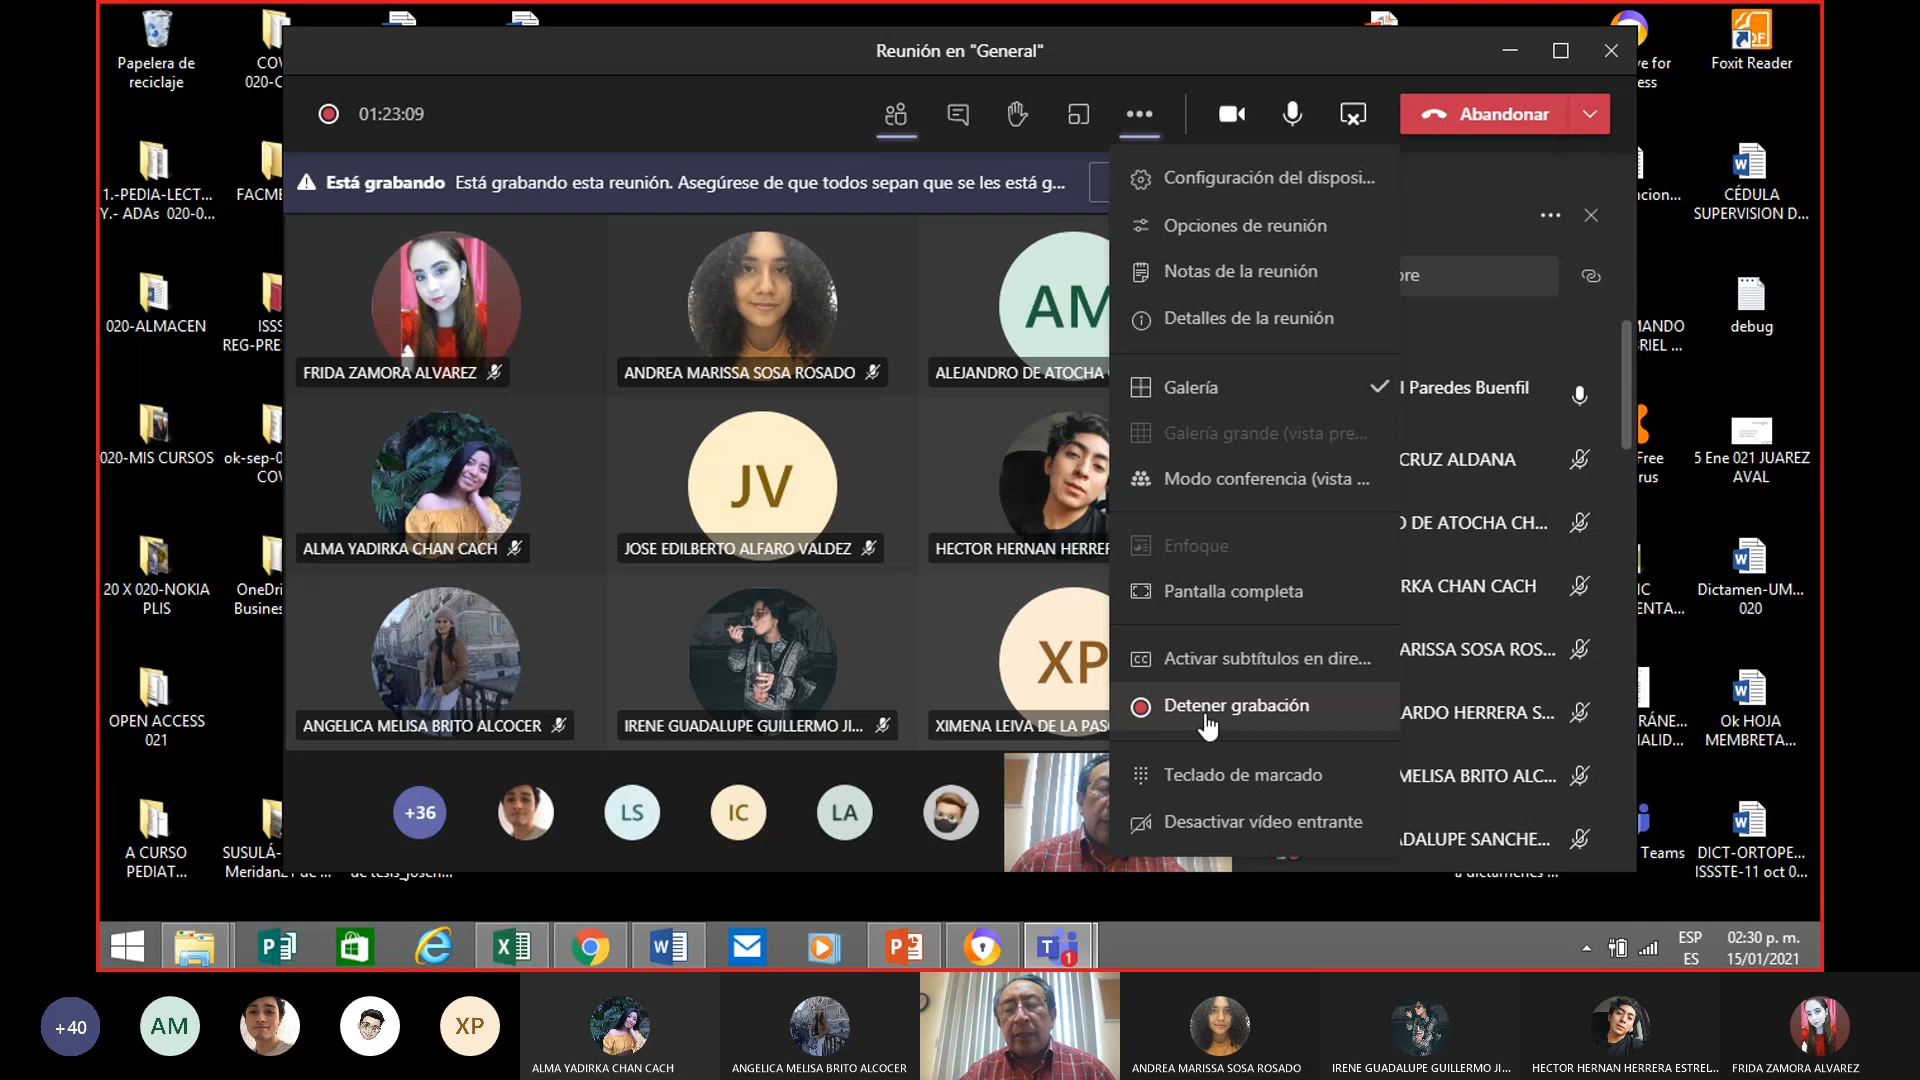 Papelera de
reciclaje
020-C
Foxit Reader
Reunión en "General"
01:23:09
Abandonar
Está grabando Está grabando esta reunión. Asegúrese de que todos sepan que se les está g...
1.-PEDIA-LECT...
Y.- ADAs 020-0...
CÉDULA
SUPERVISION D...
Configuración del disposi...
Opciones de reunión
Notas de la reunión
Detalles de la reunión
Galería
Galería grande (vista pre...
Modo conferencia (vista ...
Enfoque
Pantalla completa
Activar subtítulos en dire...
Detener grabación
Teclado de marcado
Desactivar vídeo entrante
AM
FRIDA ZAMORA ALVAREZ
ANDREA MARISSA SOSA ROSADO
ALEJANDRO DE ATOCHA
JV
ALMA YADIRKA CHAN CACH
JOSE EDILBERTO ALFARO VALDEZ
HECTOR HERNAN HERRER
XP
ANGELICA MELISA BRITO ALCOCER
IRENE GUADALUPE GUILLERMO JI...
XIMENA LEIVA DE LA PAS
+36
LS
IC
LA
l Paredes Buenfil
CRUZ ALDANA
O DE ATOCHA CH...
RKA CHAN CACH
ARISSA SOSA ROS...
ARDO HERRERA S...
MELISA BRITO ALC...
DALUPE SANCHE...
020-ALMACEN
ISSS
REG-PRE
debug
020-MIS CURSOS
ok-sep-0
COV
Free
rus
5 Ene 021 JUAREZ
AVAL
20 X 020-NOKIA
PLIS
OneDri
Busines
Dictamen-UM...
020
OPEN ACCESS
021
Ok HOJA
MEMBRETA...
A CURSO
PEDIAT...
SUSULÁ-
Teams
DICT-ORTOPE...
ISSSTE-11 oct 0...
1
ESP
ES
02:30 p. m.
15/01/2021
+40
AM
XP
ALMA YADIRKA CHAN CACH
ANGELICA MELISA BRITO ALCOCER
ANDREA MARISSA SOSA ROSADO
IRENE GUADALUPE GUILLERMO JI...
HECTOR HERNAN HERRERA ESTREL...
FRIDA ZAMORA ALVAREZ